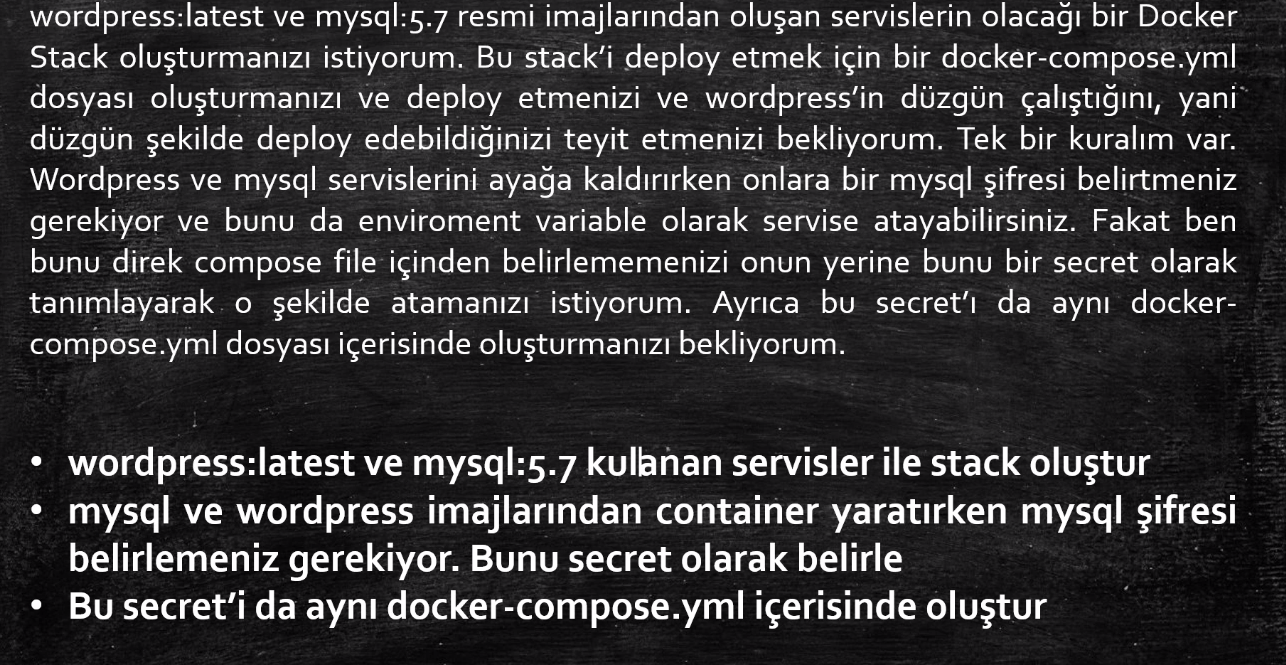 wordpress:latest ve mysql:5.7 resmi imajlarından oluşan servislerin olacağı bir Docker
Stack oluşturmanızı istiyorum. Bu stack’i deploy etmek için bir docker-compose.yml
dosyası oluşturmanızı ve deploy etmenizi ve wordpress’in düzgün çalıştığını, yani
düzgün şekilde deploy edebildiğinizi teyit etmenizi bekliyorum. Tek bir kuralım var.
Wordpress ve mysql servislerini ayağa kaldırırken onlara bir mysql şifresi belirtmeniz
gerekiyor ve bunu da enviroment variable olarak servise atayabilirsiniz. Fakat ben
bunu direk compose file içinden belirlememenizi onun yerine bunu bir secret olarak
tanımlayarak o şekilde atamanızı istiyorum. Ayrıca bu secret’ı da aynı docker-
compose.yml dosyası içerisinde oluşturmanızı bekliyorum.
• wordpress:latest ve mysql:5.7 kullanan servisler ile stack oluştur
• mysql ve wordpress imajlarından container yaratırken mysql şifresi
belirlemeniz gerekiyor. Bunu secret olarak belirle
• Bu secret’i da aynı docker-compose.yml içerisinde oluştur